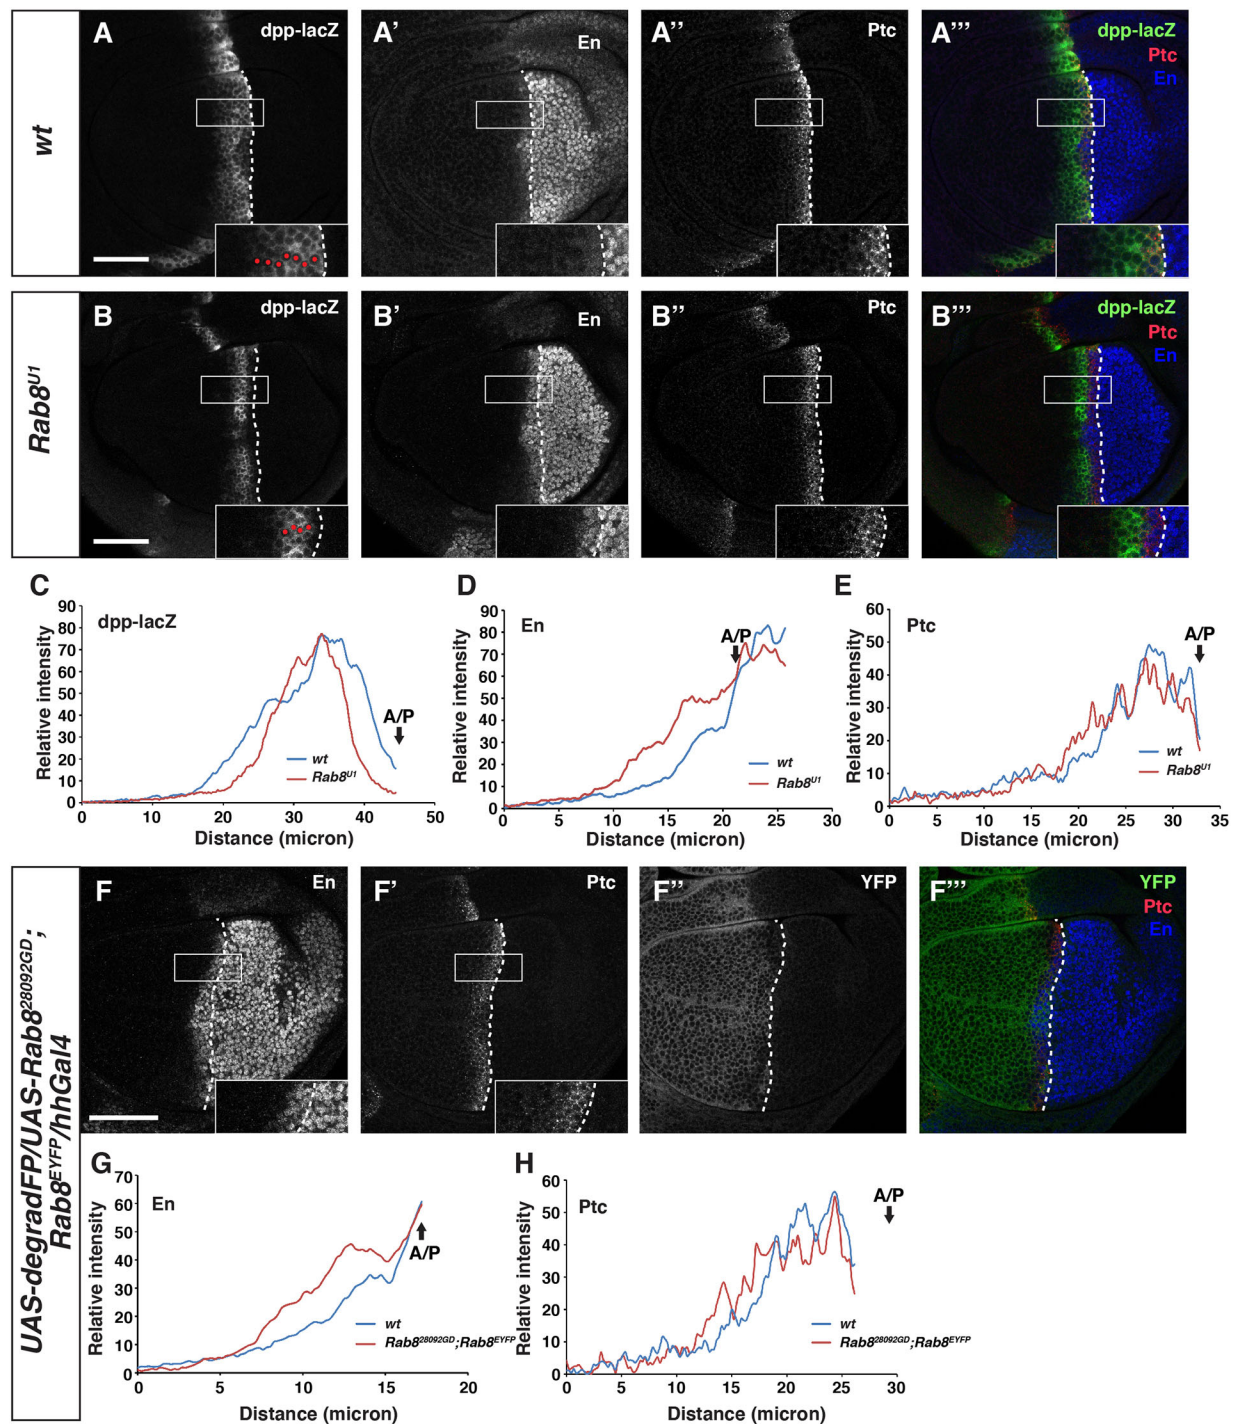 A dpp-lacZ
A' En
A'' Ptc
A''' dpp-lacZ
Ptc
En
wt
B dpp-lacZ
B' En
B'' Ptc
B''' dpp-lacZ
Ptc
En
Rab8U1
C
dpp-lacZ
Relative intensity
90
80
70
60
50
40
30
20
10
0
A/P
wt
Rab8U1
0 10 20 30 40 50
Distance (micron)
D
En
Relative intensity
90
80
70
60
50
40
30
20
10
0
A/P
wt
Rab8U1
0 5 10 15 20 25 30
Distance (micron)
E
Ptc
Relative intensity
60
50
40
30
20
10
0
A/P
wt
Rab8U1
0 5 10 15 20 25 30 35
Distance (micron)
UAS-degradFP/UAS-Rab828092GD;
Rab8EYFP/hhGal4
F En
F' Ptc
F'' YFP
F''' YFP
Ptc
En
G
En
Relative intensity
70
60
50
40
30
20
10
0
A/P
wt
Rab828092GD;Rab8EYFP
0 5 10 15 20
Distance (micron)
H
Ptc
Relative intensity
60
50
40
30
20
10
0
A/P
wt
Rab828092GD;Rab8EYFP
0 5 10 15 20 25 30
Distance (micron)